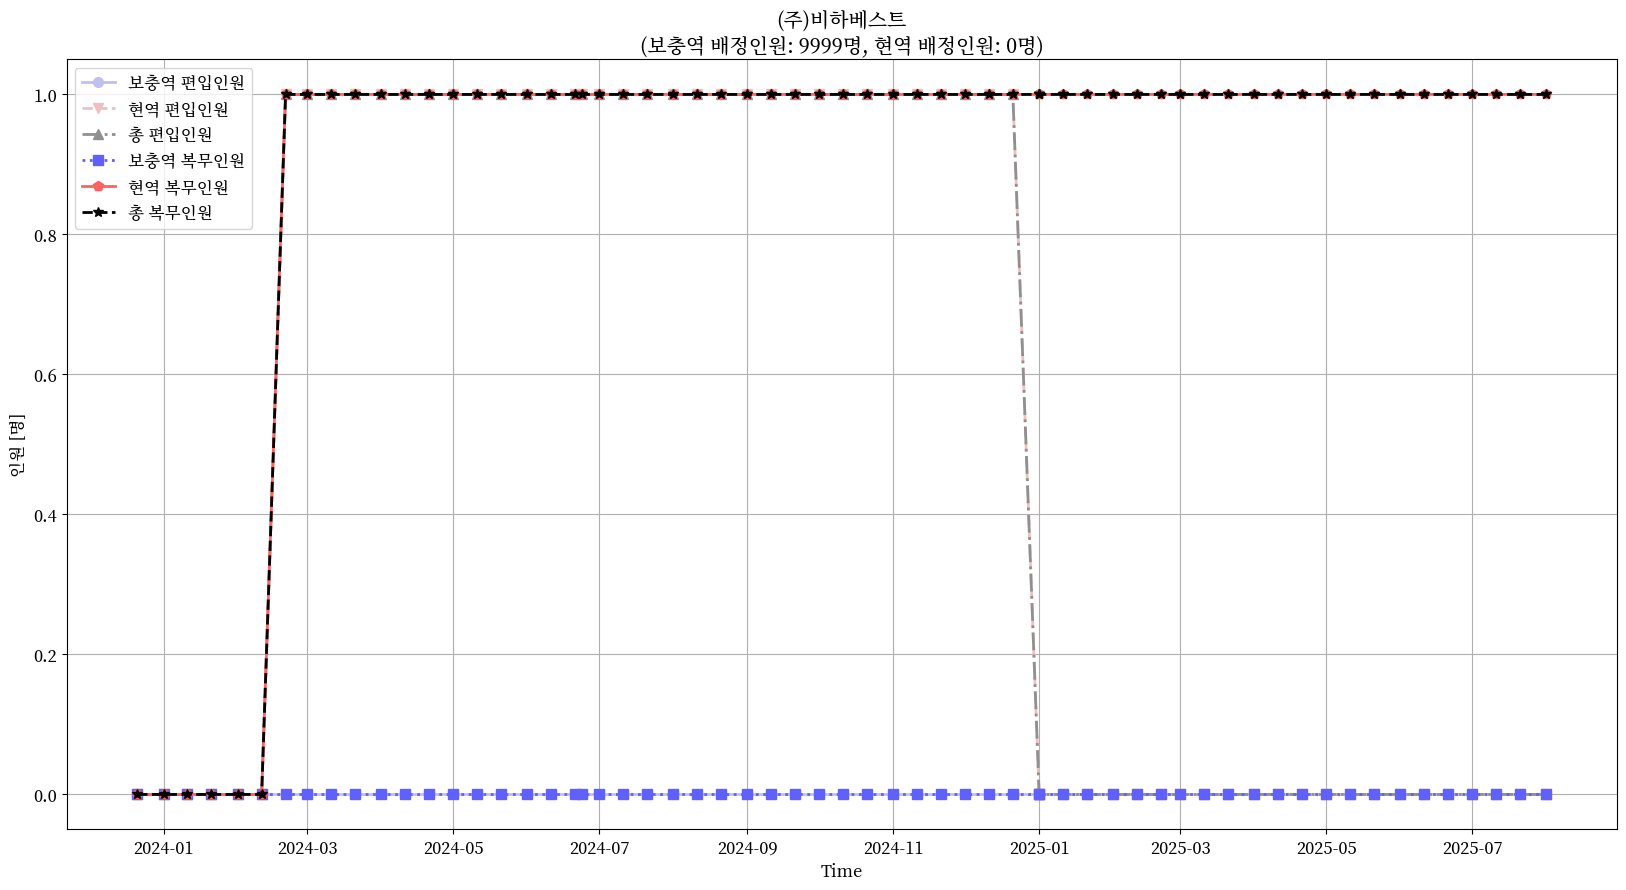 (주)비하베스트
(보충역 배정인원: 9999명, 현역 배정인원: 0명)
보충역 편입인원
현역 편입인원
총 편입인원
보충역 복무인원
현역 복무인원
총 복무인원
1.0
0.8
0.6
0.4
0.2
0.0
인원 [명]
2024-01
2024-03
2024-05
2024-07
2024-09
2024-11
2025-01
2025-03
2025-05
2025-07
Time